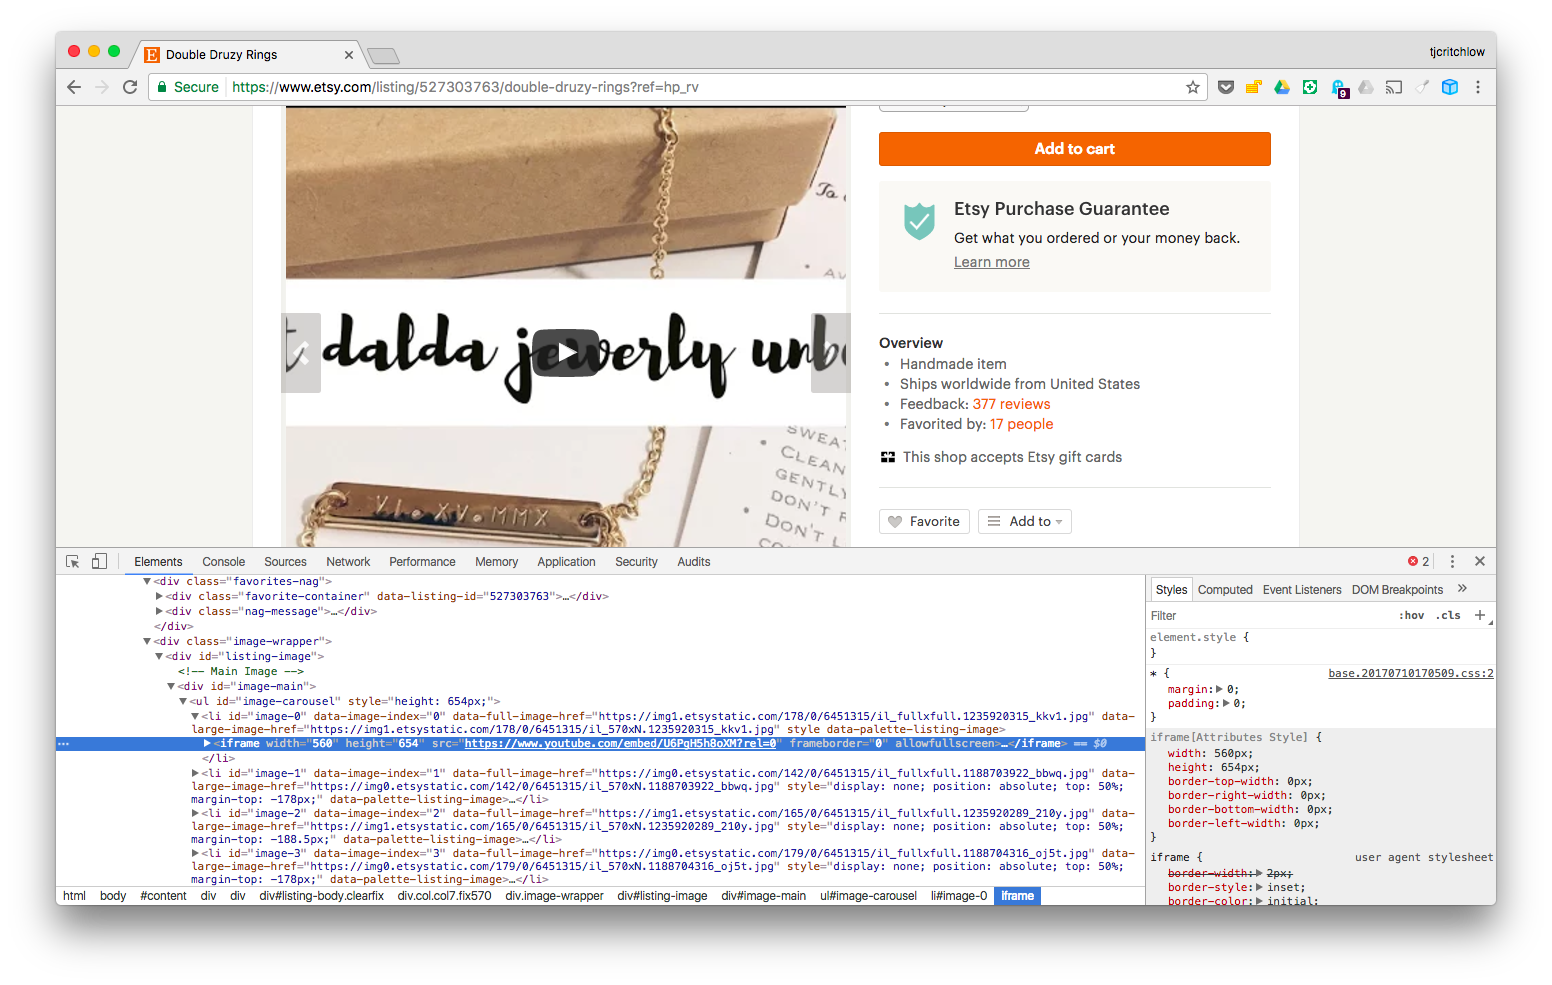 Double Druzy Rings
tjcritchlow
Secure https://www.etsy.com/listing/527303763/double-druzy-rings?ref=hp_rv
9
Add to cart
To
Etsy Purchase Guarantee
Get what you ordered or your money back.
Learn more
t dalda jewerly unb
Overview
Handmade item
Ships worldwide from United States
Feedback: 377 reviews
Favorited by: 17 people
This shop accepts Etsy gift cards
SWEAT
CLEAN
GENTLY
DON'T R
DON'T L
VI.XV.MMX
Favorite Add to
Elements Console Sources Network Performance Memory Application Security Audits 2
<div class="favorites-nag">
<div class="favorite-container" data-listing-id="527303763">…</div>
<div class="nag-message">…</div>
</div>
<div class="image-wrapper">
<div id="listing-image">
<!-- Main Image -->
<div id="image-main">
<ul id="image-carousel" style="height: 654px;">
<li id="image-0" data-image-index="0" data-full-image-href="https://img1.etsystatic.com/178/0/6451315/il_fullxfull.1235920315_kkv1.jpg" data-
large-image-href="https://img1.etsystatic.com/178/0/6451315/il_570xN.1235920315_kkv1.jpg" style data-palette-listing-image>
<iframe width="560" height="654" src="https://www.youtube.com/embed/U6PgH5h8oXM?rel=0" frameborder="0" allowfullscreen>…</iframe> == $0
</li>
<li id="image-1" data-image-index="1" data-full-image-href="https://img0.etsystatic.com/142/0/6451315/il_fullxfull.1188703922_bbwq.jpg" data-
large-image-href="https://img0.etsystatic.com/142/0/6451315/il_570xN.1188703922_bbwq.jpg" style="display: none; position: absolute; top: 50%;
margin-top: -178px;" data-palette-listing-image>…</li>
<li id="image-2" data-image-index="2" data-full-image-href="https://img1.etsystatic.com/165/0/6451315/il_fullxfull.1235920289_210y.jpg" data-
large-image-href="https://img1.etsystatic.com/165/0/6451315/il_570xN.1235920289_210y.jpg" style="display: none; position: absolute; top: 50%;
margin-top: -188.5px;" data-palette-listing-image>…</li>
<li id="image-3" data-image-index="3" data-full-image-href="https://img0.etsystatic.com/179/0/6451315/il_fullxfull.1188704316_oj5t.jpg" data-
large-image-href="https://img0.etsystatic.com/179/0/6451315/il_570xN.1188704316_oj5t.jpg" style="display: none; position: absolute; top: 50%;
margin-top: -178px;" data-palette-listing-image>…</li>
html body #content div div div#listing-body.clearfix div.col.col7.fix570 div.image-wrapper div#listing-image div#image-main ul#image-carousel li#image-0 iframe
Styles Computed Event Listeners DOM Breakpoints »
Filter :hov .cls +
element.style {
}
* { base.20170710170509.css:2
margin: 0;
padding: 0;
}
iframe[Attributes Style] {
width: 560px;
height: 654px;
border-top-width: 0px;
border-right-width: 0px;
border-bottom-width: 0px;
border-left-width: 0px;
}
iframe { user agent stylesheet
border-width: 2px;
border-style: inset;
border-color: initial;